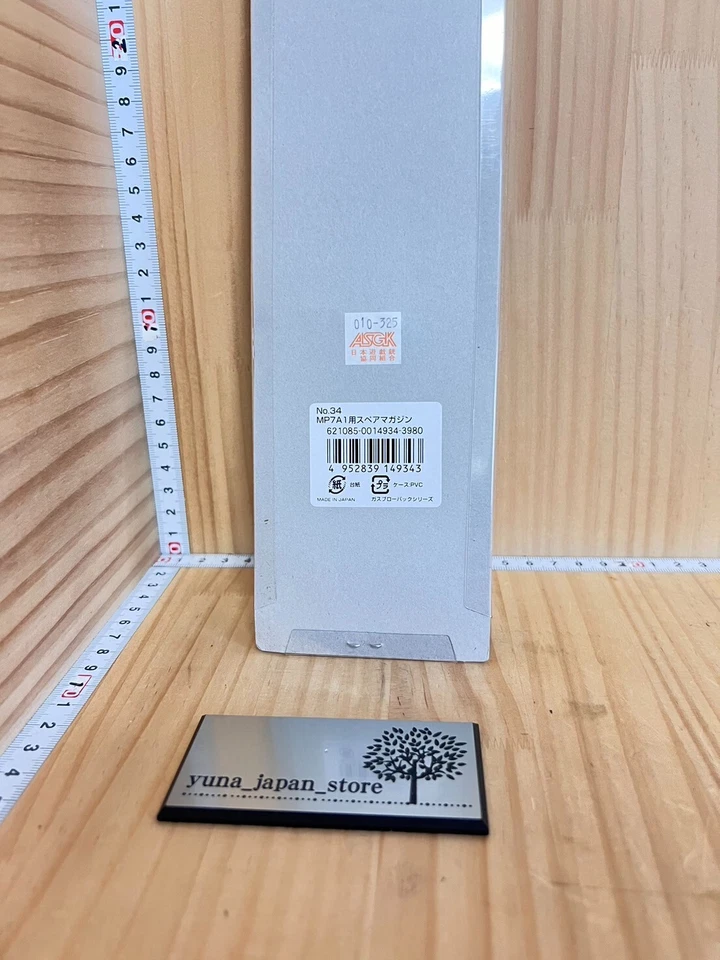 010-325
ASGK
日本遊戯銃
協同組合
No.34
MP7A1用スペアマガジン
621085-0014934-3980
4 952839 149343
紙 台紙 プラ ケース:PVC
MADE IN JAPAN ガスブローバックシリーズ
yuna_japan_store